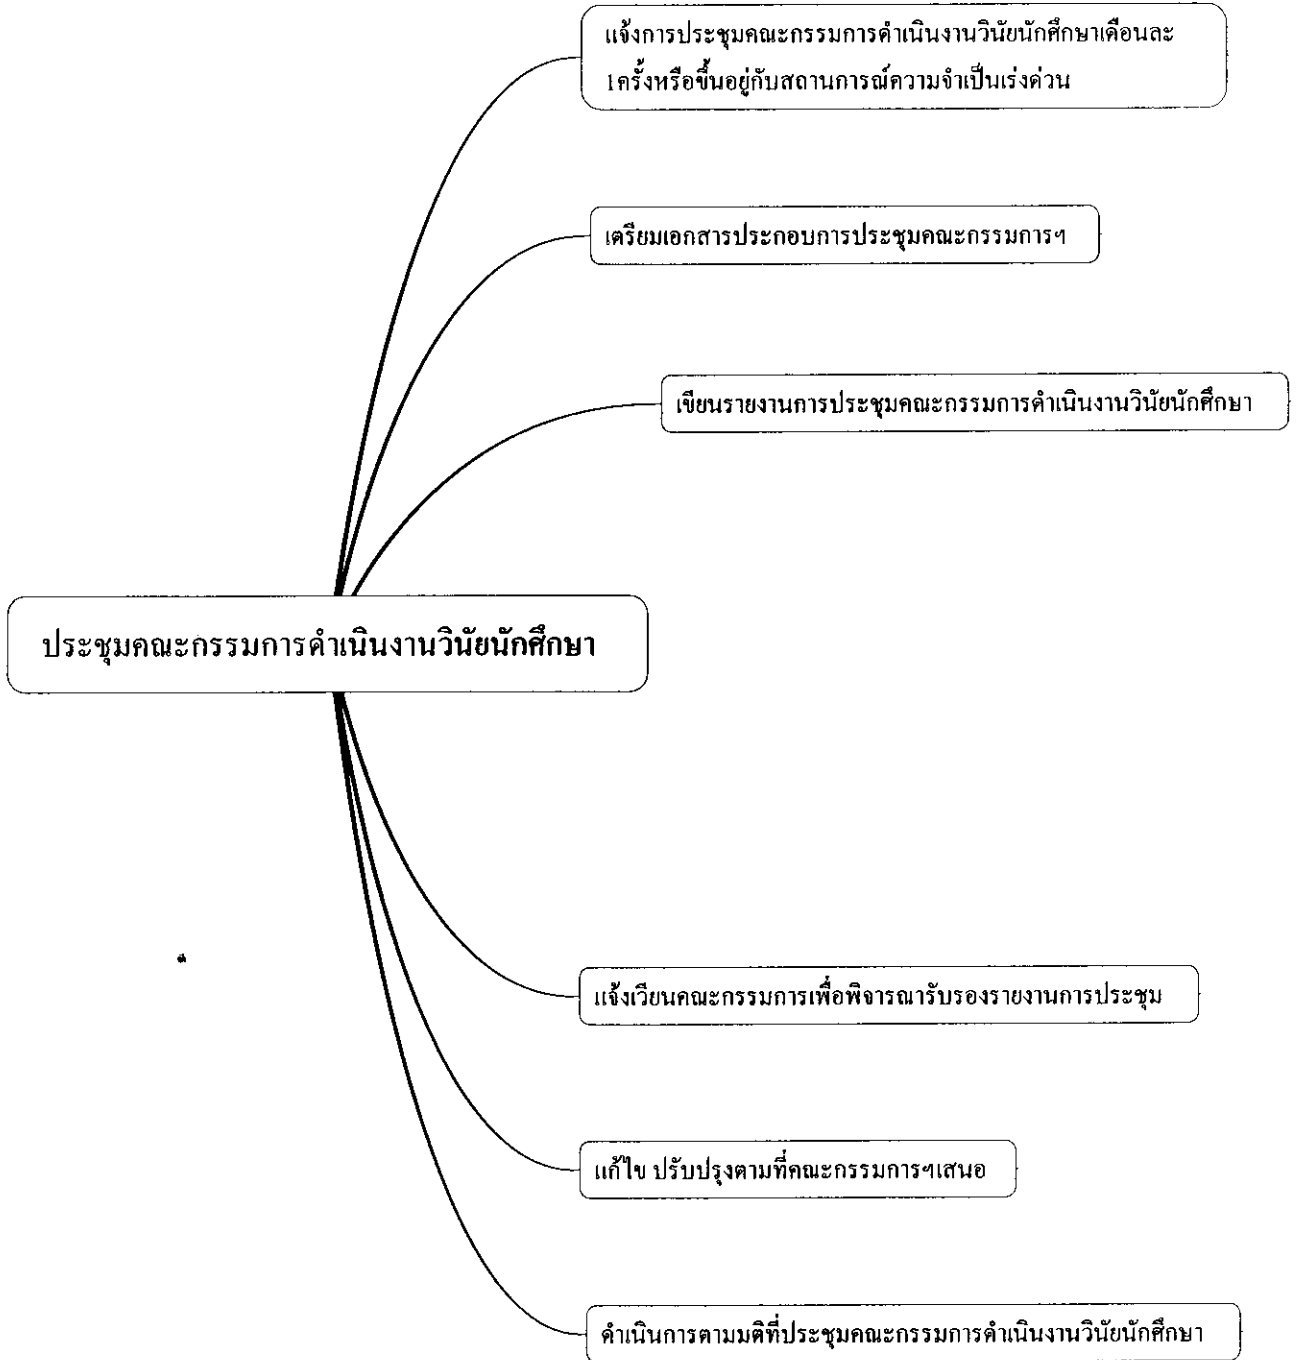 แจ้งการประชุมคณะกรรมการดำเนินงานวินัยนักศึกษาเดือนละ
1ครั้งหรือขึ้นอยู่กับสถานการณ์ความจำเป็นเร่งด่วน
เตรียมเอกสารประกอบการประชุมคณะกรรมการฯ
เขียนรายงานการประชุมคณะกรรมการดำเนินงานวินัยนักศึกษา
ประชุมคณะกรรมการดำเนินงานวินัยนักศึกษา
แจ้งเวียนคณะกรรมการเพื่อพิจารณารับรองรายงานการประชุม
แก้ไข ปรับปรุงตามที่คณะกรรมการฯเสนอ
ดำเนินการตามมติที่ประชุมคณะกรรมการดำเนินงานวินัยนักศึกษา